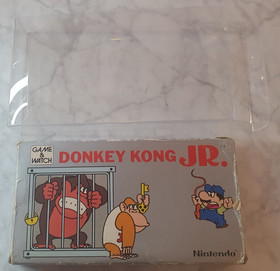 GAME
&
WATCH
DONKEY KONG JR.
Nintendo